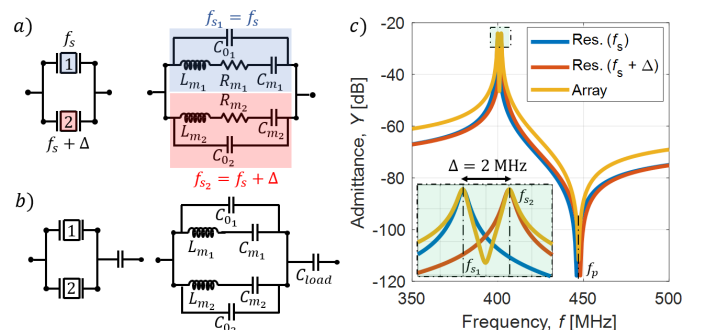 a)
f_s
1
2
f_s + Δ
f_{s_1} = f_s
C_{0_1}
L_{m_1} R_{m_1} C_{m_1}
R_{m_2}
L_{m_2} C_{m_2}
C_{0_2}
f_{s_2} = f_s + Δ
b)
1
2
C_{0_1}
L_{m_1} C_{m_1}
L_{m_2} C_{m_2}
C_{0_2}
C_{load}
c)
Admittance, Y [dB]
-20
-40
-60
-80
-100
-120
Res. (f_s)
Res. (f_s + Δ)
Array
Δ = 2 MHz
f_{s_1}
f_{s_2}
f_p
350 400 450 500
Frequency, f [MHz]